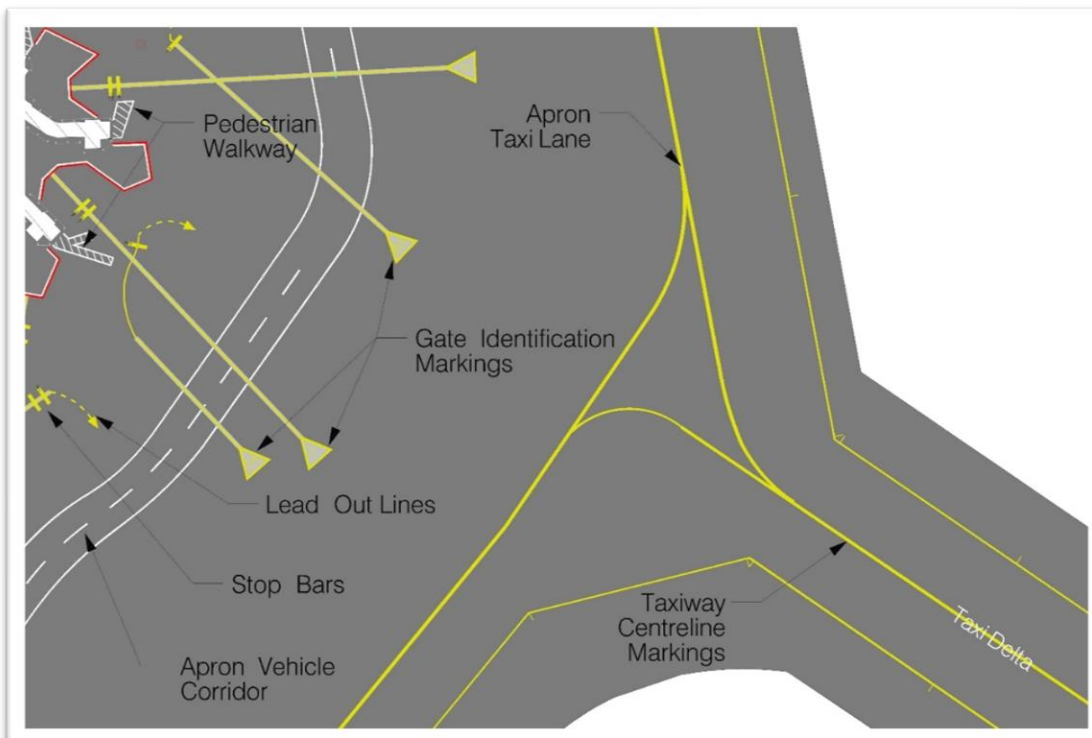 Pedestrian
Walkway
Apron
Taxi Lane
Gate Identification
Markings
Lead Out Lines
Stop Bars
Taxiway
Centreline
Markings
Taxi Delta
Apron Vehicle
Corridor